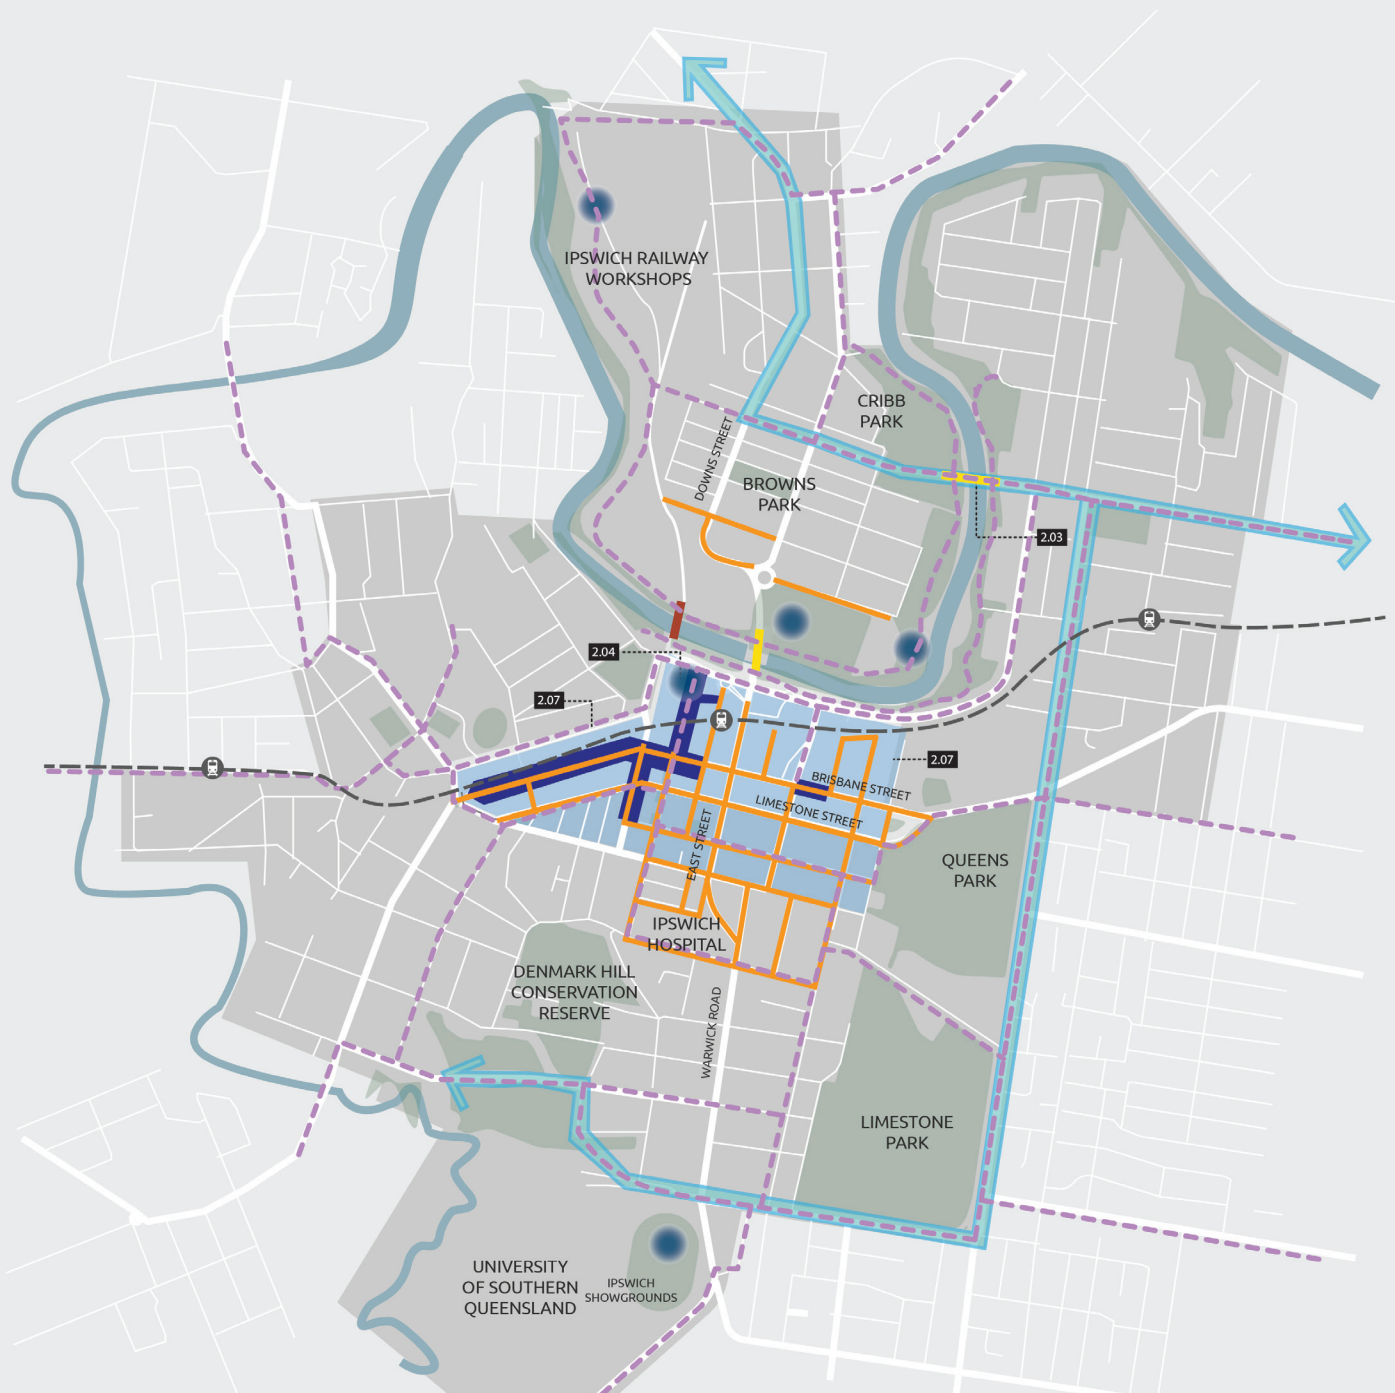 IPSWICH RAILWAY
WORKSHOPS
CRIBB
PARK
DOWNS STREET
BROWNS
PARK
2.03
2.04
2.07
2.07
BRISBANE STREET
LIMESTONE STREET
EAST STREET
QUEENS
PARK
IPSWICH
HOSPITAL
DENMARK HILL
CONSERVATION
RESERVE
WARWICK ROAD
LIMESTONE
PARK
UNIVERSITY
OF SOUTHERN
QUEENSLAND
IPSWICH
SHOWGROUNDS